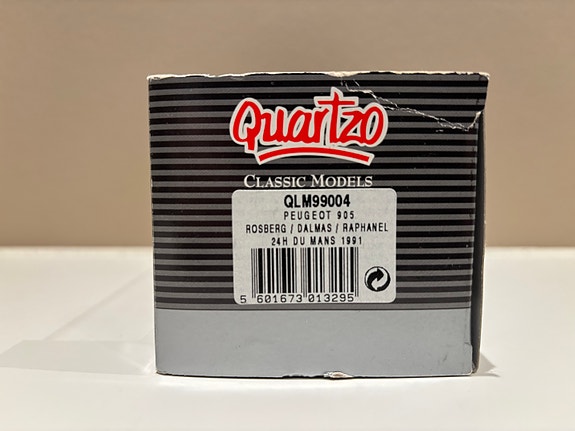 Quartzo
CLASSIC MODELS
QLM99004
PEUGEOT 905
ROSBERG / DALMAS / RAPHANEL
24H DU MANS 1991
5 601673 013295